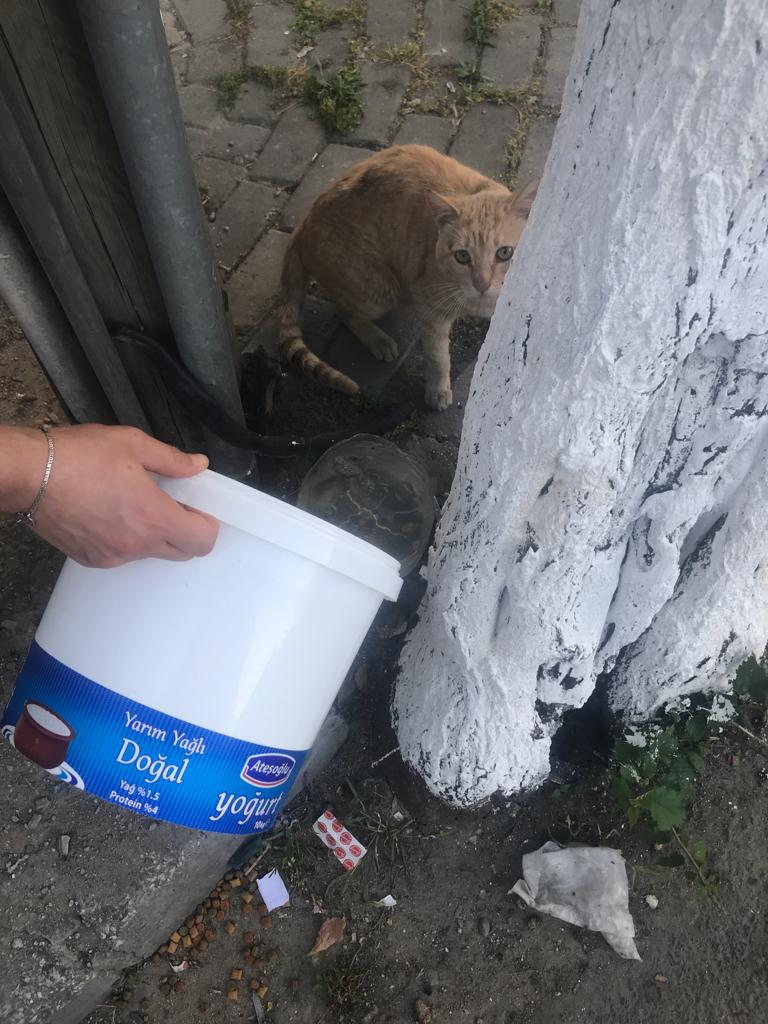 Yarım Yağlı
Doğal
Ateşoğlu
yoğurt
Yağ %1.5
Protein %4